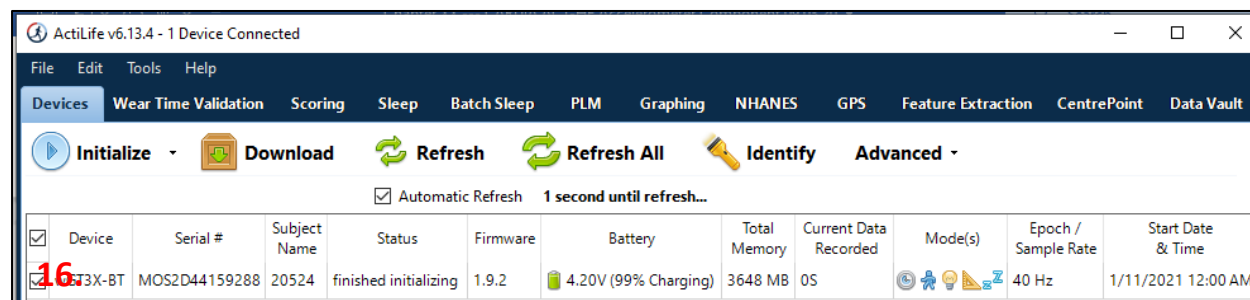 ActiLife v6.13.4 - 1 Device Connected
File Edit Tools Help
Devices Wear Time Validation Scoring Sleep Batch Sleep PLM Graphing NHANES GPS Feature Extraction CentrePoint Data Vault
Initialize Download Refresh Refresh All Identify Advanced
Automatic Refresh 1 second until refresh...
Device Serial # Subject Name Status Firmware Battery Total Memory Current Data Recorded Mode(s) Epoch / Sample Rate Start Date & Time
16. ST3X-BT MOS2D44159288 20524 finished initializing 1.9.2 4.20V (99% Charging) 3648 MB 0S 40 Hz 1/11/2021 12:00 AM